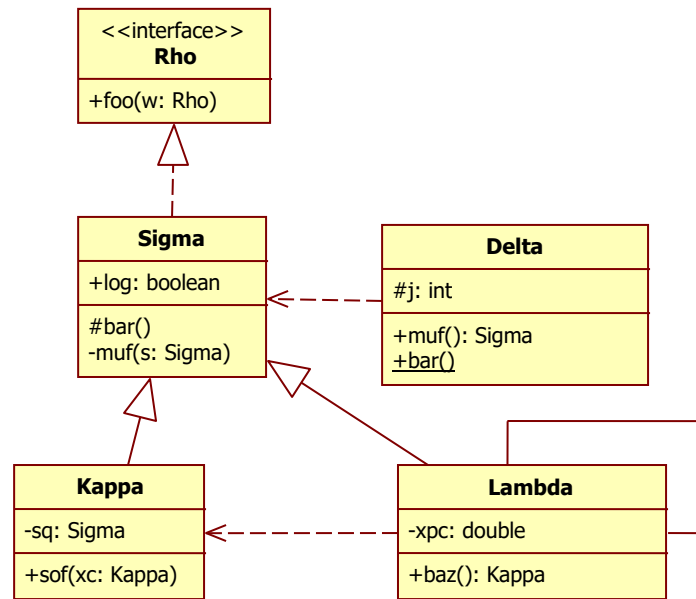 <<interface>>
Rho
+foo(w: Rho)
Sigma
+log: boolean
#bar()
-muf(s: Sigma)
Delta
#j: int
+muf(): Sigma
+bar()
Kappa
-sq: Sigma
+sof(xc: Kappa)
Lambda
-xpc: double
+baz(): Kappa